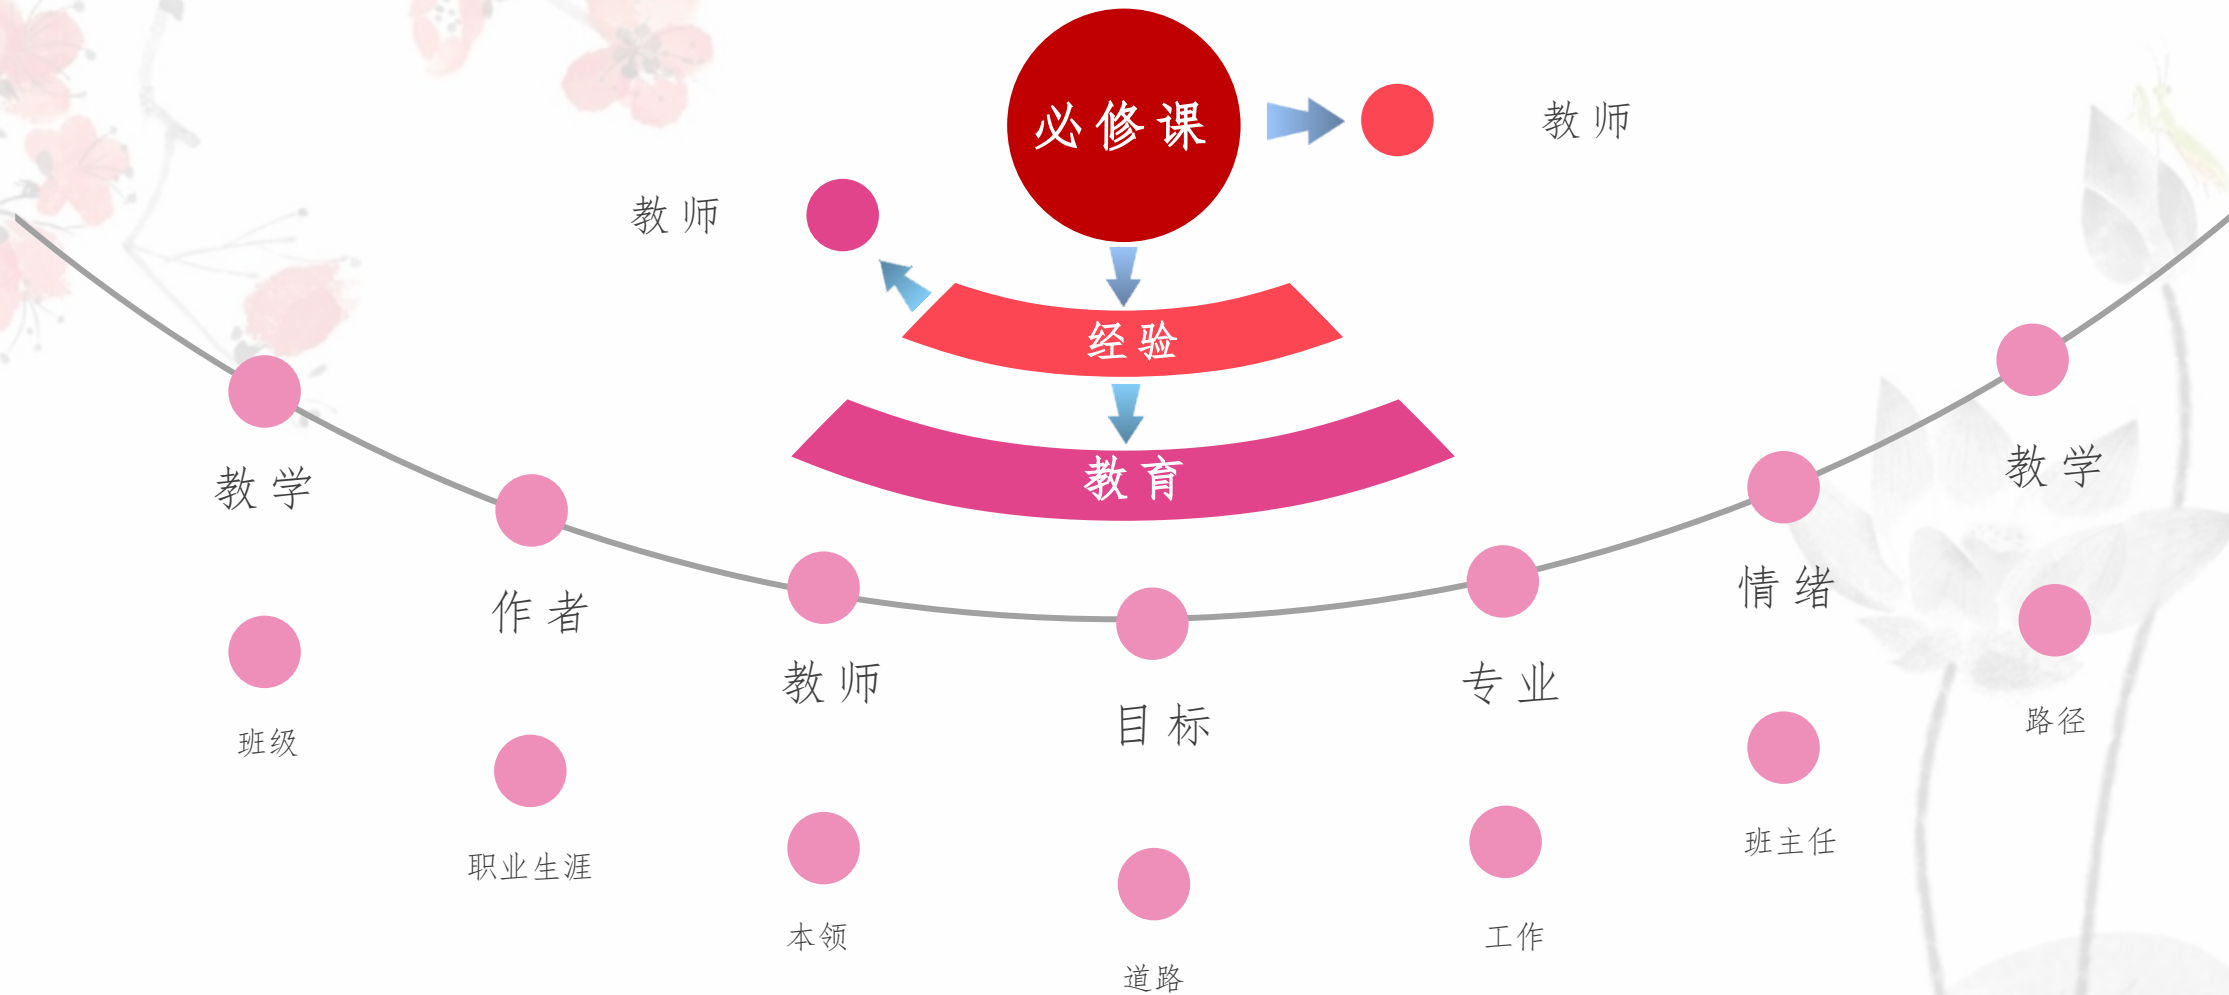 必修课
教师
教师
经验
教育
教学
作者
教师
目标
专业
情绪
教学
班级
职业生涯
本领
道路
工作
班主任
路径